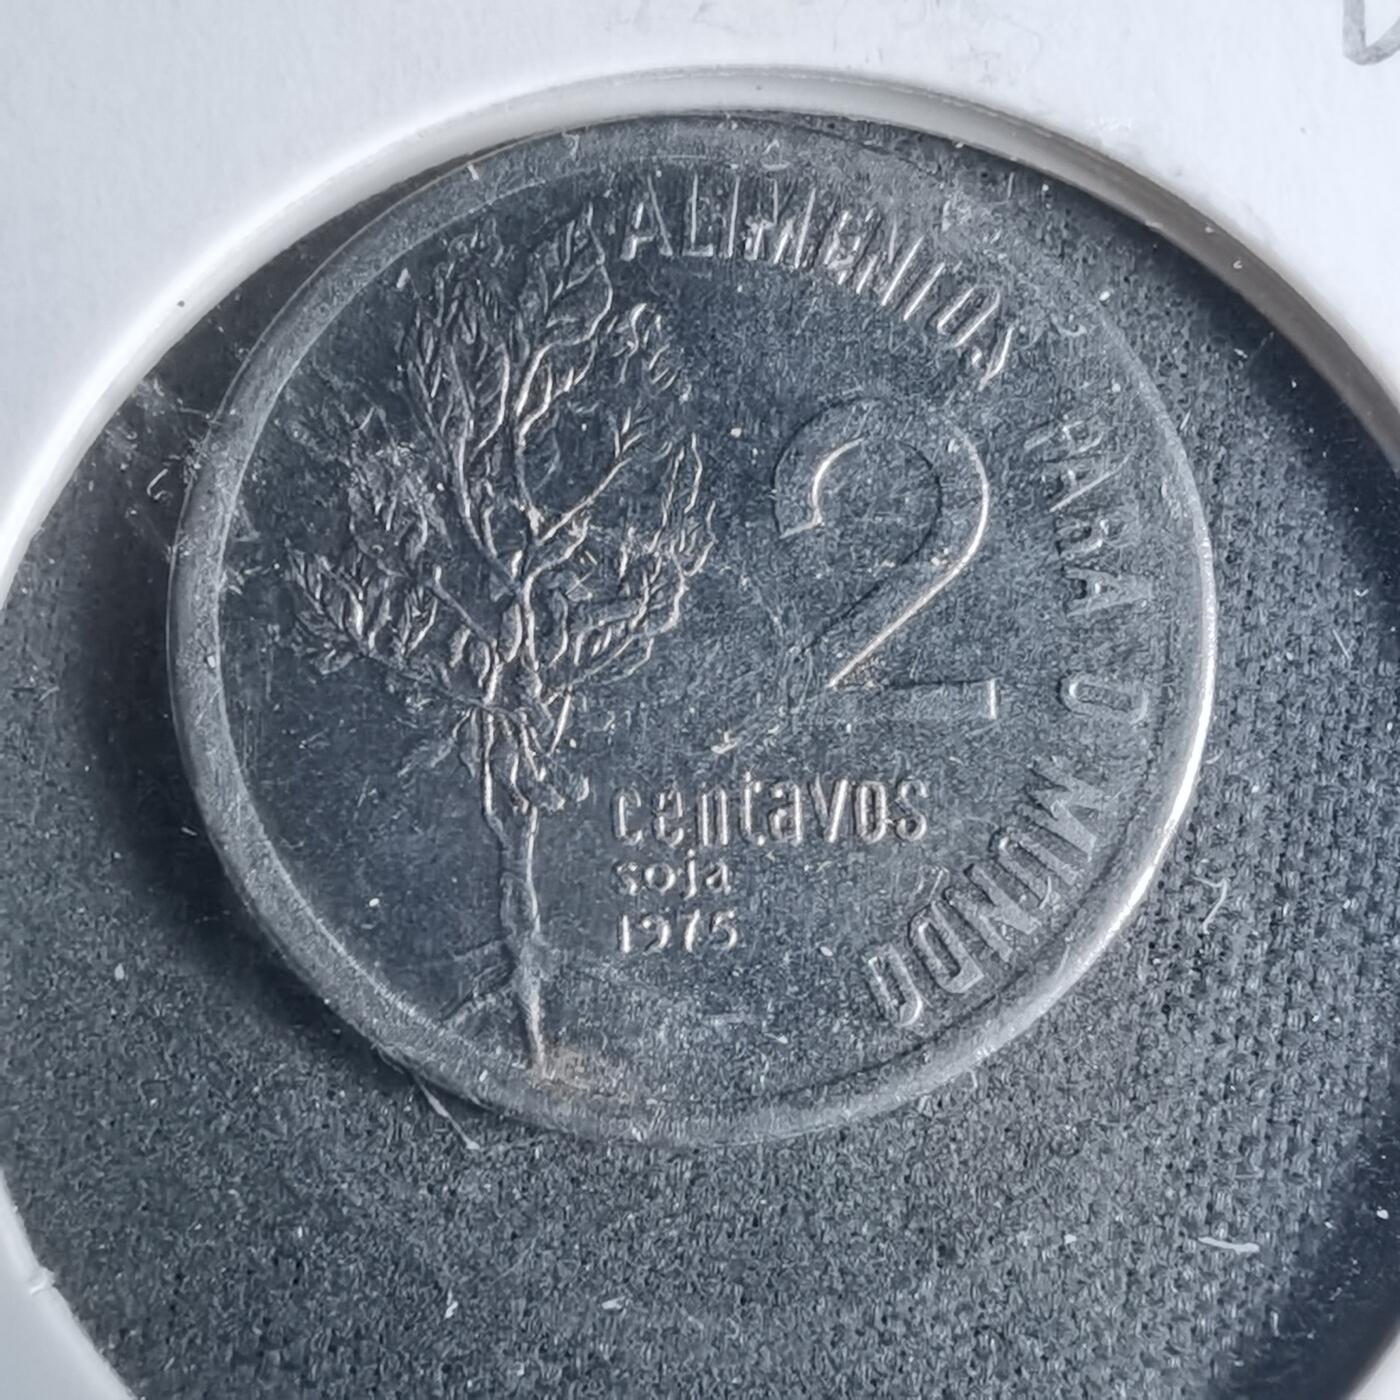 ALIMENTOS PARA O MUNDO
2
centavos
soja
1975